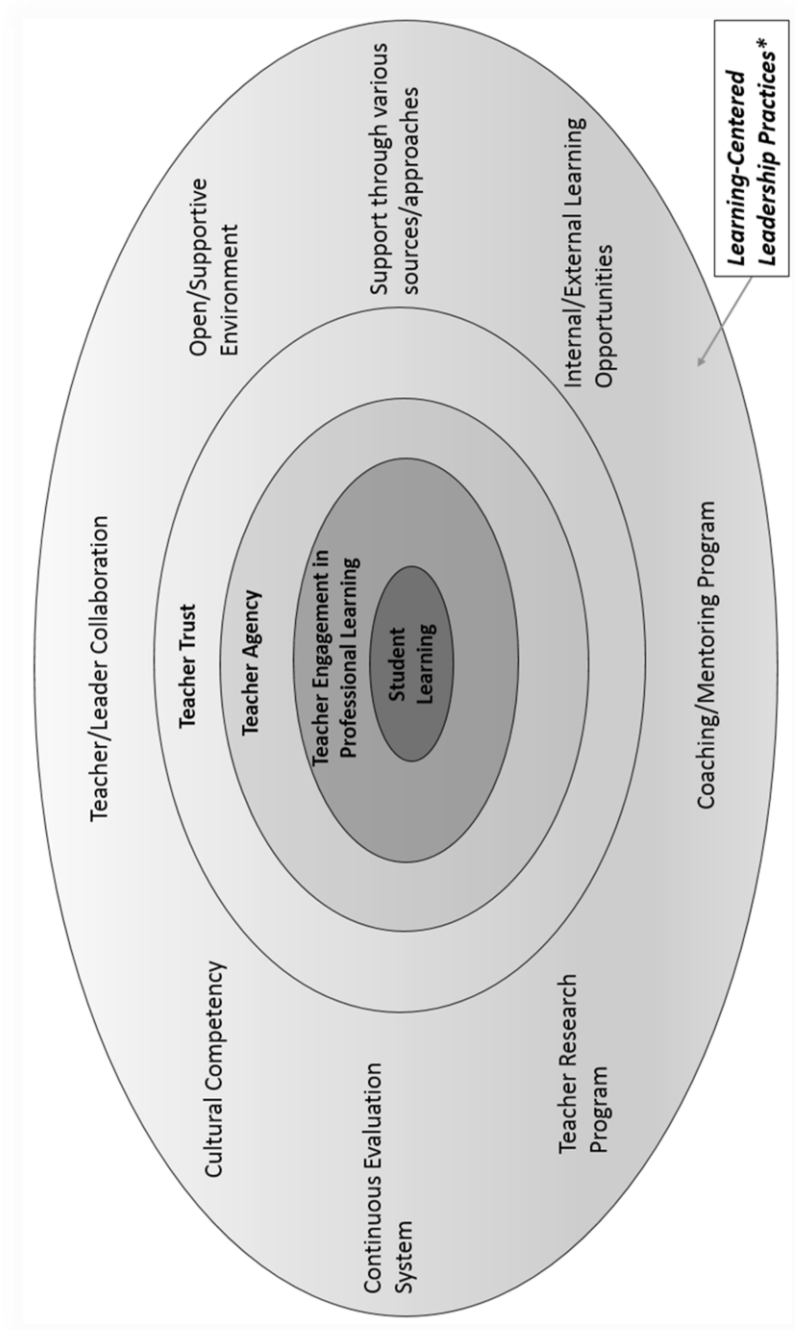 Teacher/Leader Collaboration
Cultural Competency
Open/Supportive
Environment
Teacher Trust
Teacher Agency
Teacher Engagement in
Professional Learning
Student
Learning
Continuous Evaluation
System
Support through various
sources/approaches
Teacher Research
Program
Internal/External Learning
Opportunities
Coaching/Mentoring Program
Learning-Centered
Leadership Practices*